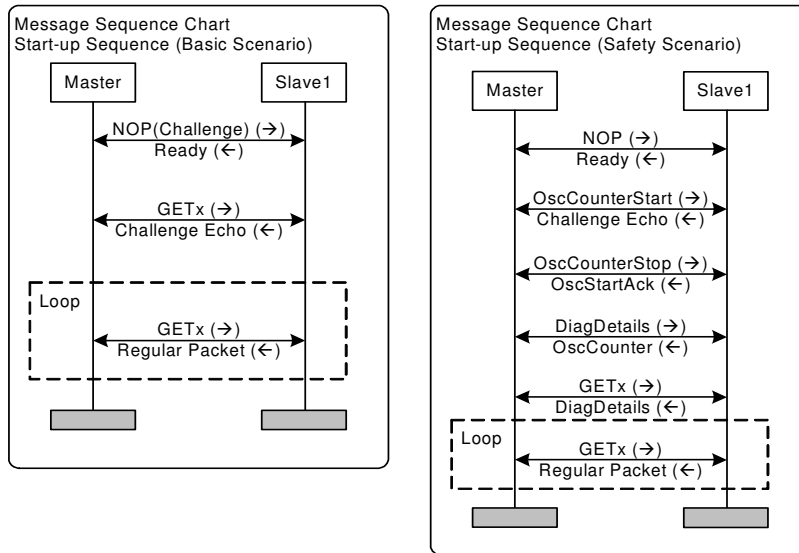 Message Sequence Chart
Start-up Sequence (Basic Scenario)
Master
Slave1
NOP(Challenge) (→)
Ready (←)
GETx (→)
Challenge Echo (←)
Loop
GETx (→)
Regular Packet (←)
Message Sequence Chart
Start-up Sequence (Safety Scenario)
Master
Slave1
NOP (→)
Ready (←)
OscCounterStart (→)
Challenge Echo (←)
OscCounterStop (→)
OscStartAck (←)
DiagDetails (→)
OscCounter (←)
GETx (→)
DiagDetails (←)
Loop
GETx (→)
Regular Packet (←)